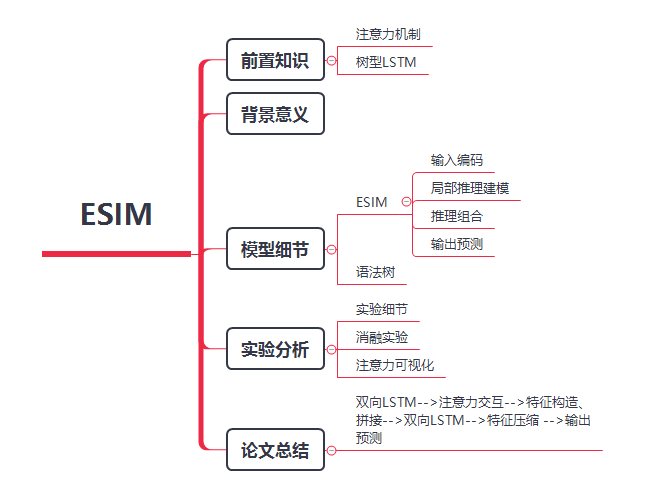 ESIM
前置知识
注意力机制
树型LSTM
背景意义
模型细节
ESIM
输入编码
局部推理建模
推理组合
输出预测
语法树
实验分析
实验细节
消融实验
注意力可视化
论文总结
双向LSTM-->注意力交互-->特征构造、
拼接-->双向LSTM-->特征压缩 -->输出
预测